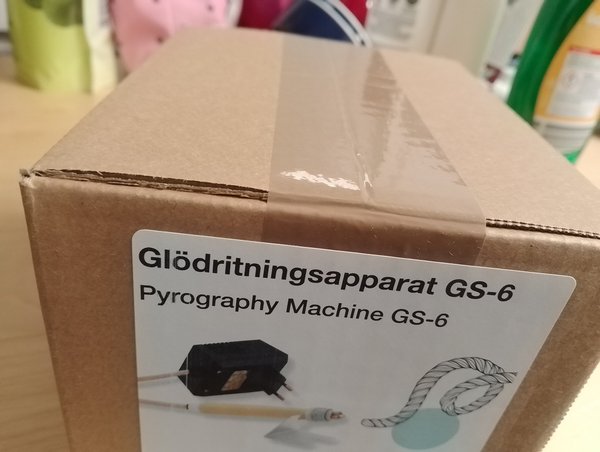 Glödritningsapparat GS-6
Pyrography Machine GS-6